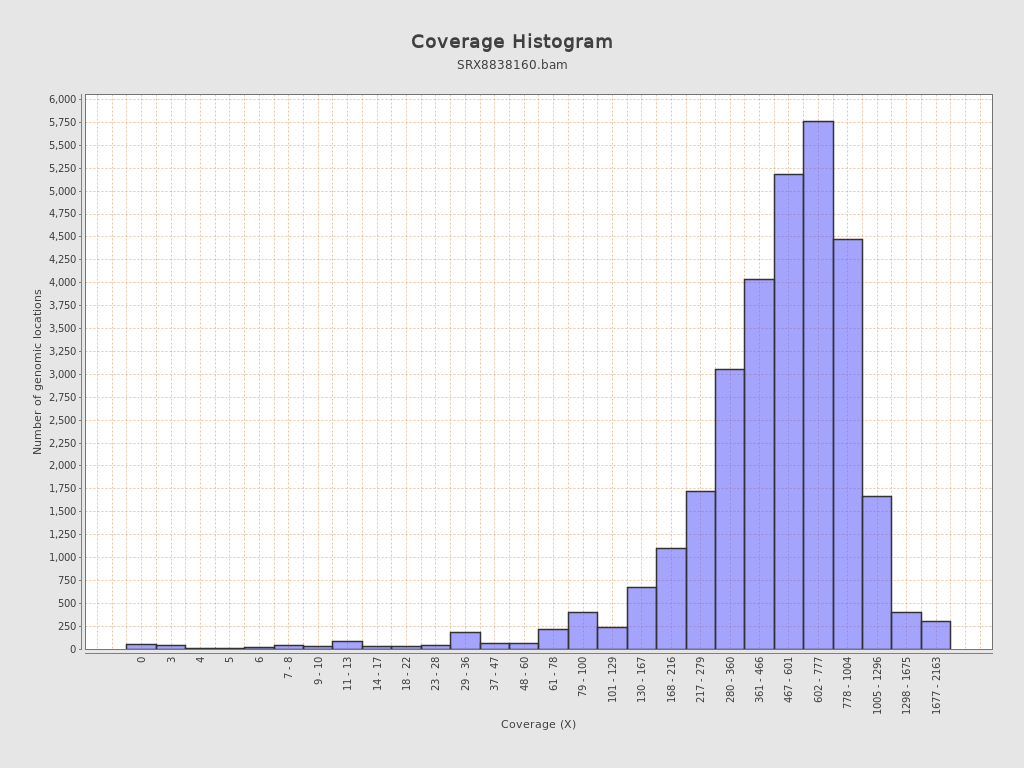 Coverage Histogram
SRX8838160.bam
6,000
5,750
5,500
5,250
5,000
4,750
4,500
4,250
4,000
3,750
3,500
3,250
3,000
2,750
2,500
2,250
2,000
1,750
1,500
1,250
1,000
750
500
250
0
Number of genomic locations
0
3
4
5
6
7 - 8
9 - 10
11 - 13
14 - 17
18 - 22
23 - 28
29 - 36
37 - 47
48 - 60
61 - 78
79 - 100
101 - 129
130 - 167
168 - 216
217 - 279
280 - 360
361 - 466
467 - 601
602 - 777
778 - 1004
1005 - 1296
1298 - 1675
1677 - 2163
Coverage (X)